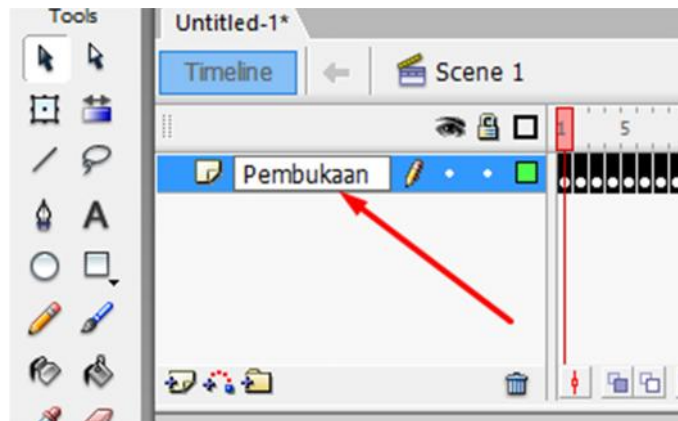 Tools
Untitled-1*
Timeline
Scene 1
1 5
Pembukaan
A